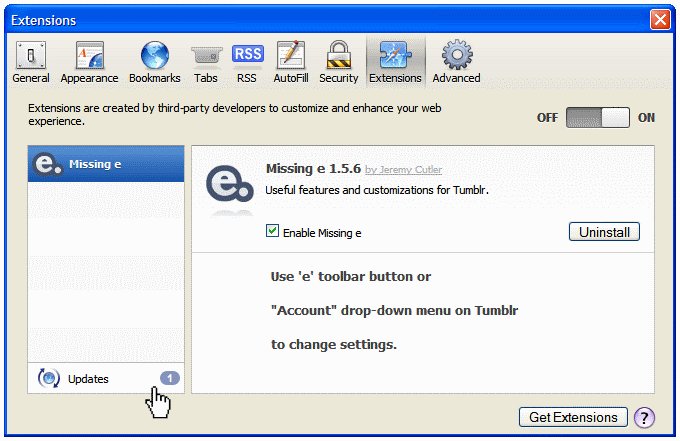 Extensions
General Appearance Bookmarks Tabs RSS RSS AutoFill Security Extensions Advanced
Extensions are created by third-party developers to customize and enhance your web
experience.
OFF ON
e. Missing e
e. Missing e 1.5.6 by Jeremy Cutler
Useful features and customizations for Tumblr.
Enable Missing e
Uninstall
Use 'e' toolbar button or
"Account" drop-down menu on Tumblr
to change settings.
Updates 1
Get Extensions ?